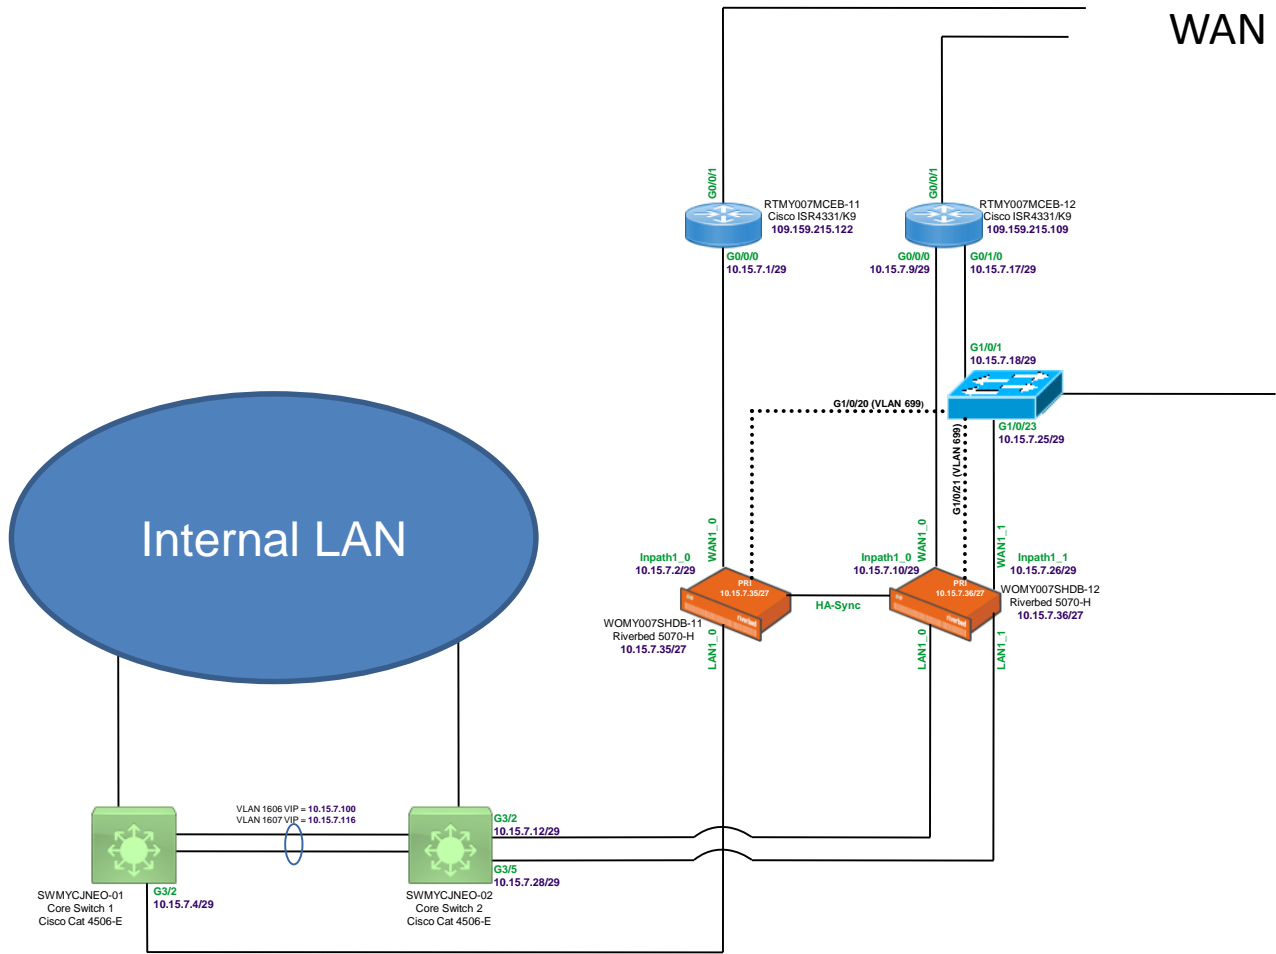 WAN
G0/0/1
G0/0/1
RTMY007MCEB-11
Cisco ISR4331/K9
109.159.215.122
RTMY007MCEB-12
Cisco ISR4331/K9
109.159.215.109
G0/0/0
10.15.7.1/29
G0/0/0
10.15.7.9/29
G0/1/0
10.15.7.17/29
G1/0/1
10.15.7.18/29
G1/0/20 (VLAN 699)
G1/0/23
10.15.7.25/29
G1/0/21 (VLAN 699)
Internal LAN
WAN1_0
WAN1_0
WAN1_1
Inpath1_0
10.15.7.2/29
Inpath1_0
10.15.7.10/29
Inpath1_1
10.15.7.26/29
PRI
10.15.7.35/27
riverbed
PRI
10.15.7.36/27
riverbed
HA-Sync
WOMY007SHDB-11
Riverbed 5070-H
10.15.7.35/27
WOMY007SHDB-12
Riverbed 5070-H
10.15.7.36/27
LAN1_0
LAN1_0
LAN1_1
VLAN 1606 VIP = 10.15.7.100
VLAN 1607 VIP = 10.15.7.116
G3/2
10.15.7.12/29
G3/5
10.15.7.28/29
SWMYCJNEO-01
Core Switch 1
Cisco Cat 4506-E
G3/2
10.15.7.4/29
SWMYCJNEO-02
Core Switch 2
Cisco Cat 4506-E